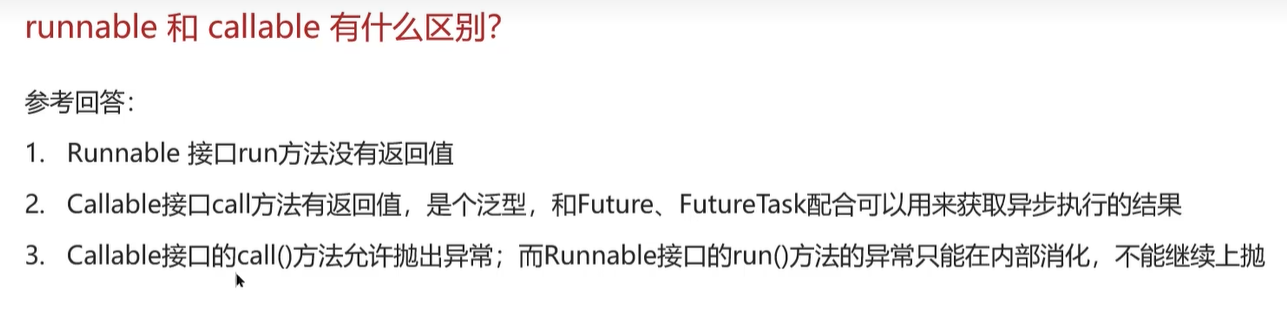 runnable 和 callable 有什么区别?
参考回答：
1. Runnable 接口run方法没有返回值
2. Callable接口call方法有返回值，是个泛型，和Future、FutureTask配合可以用来获取异步执行的结果
3. Callable接口的call()方法允许抛出异常；而Runnable接口的run()方法的异常只能在内部消化，不能继续上抛